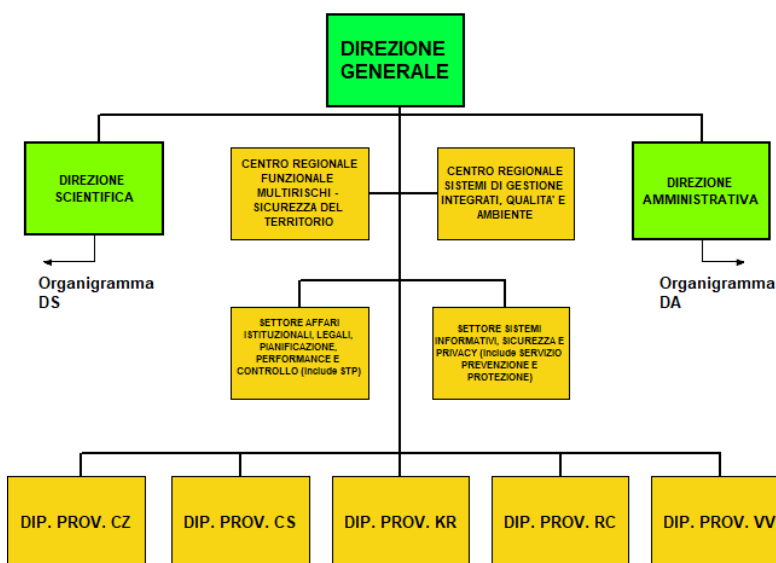 DIREZIONE
GENERALE
DIREZIONE
SCIENTIFICA
CENTRO REGIONALE
FUNZIONALE
MULTIRISCHI -
SICUREZZA DEL
TERRITORIO
CENTRO REGIONALE
SISTEMI DI GESTIONE
INTEGRATI, QUALITA' E
AMBIENTE
DIREZIONE
AMMINISTRATIVA
Organigramma
DS
Organigramma
DA
SETTORE AFFARI
ISTITUZIONALI, LEGALI,
PIANIFICAZIONE,
PERFORMANCE E
CONTROLLO (include STP)
SETTORE SISTEMI
INFORMATIVI, SICUREZZA E
PRIVACY (include SERVIZIO
PREVENZIONE E
PROTEZIONE)
DIP. PROV. CZ
DIP. PROV. CS
DIP. PROV. KR
DIP. PROV. RC
DIP. PROV. VV